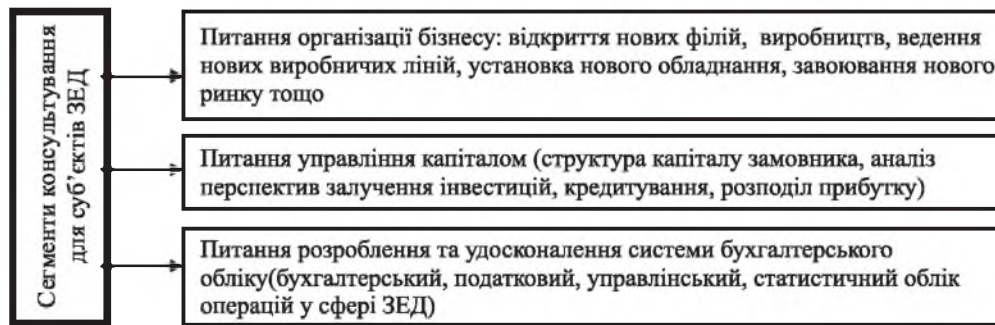 Сегменти консультування
для суб’єктів ЗЕД
Питання організації бізнесу: відкриття нових філій, виробництв, ведення
нових виробничих ліній, установка нового обладнання, завоювання нового
ринку тощо
Питання управління капіталом (структура капіталу замовника, аналіз
перспектив залучення інвестицій, кредитування, розподіл прибутку)
Питання розроблення та удосконалення системи бухгалтерського
обліку(бухгалтерський, податковий, управлінський, статистичний облік
операцій у сфері ЗЕД)